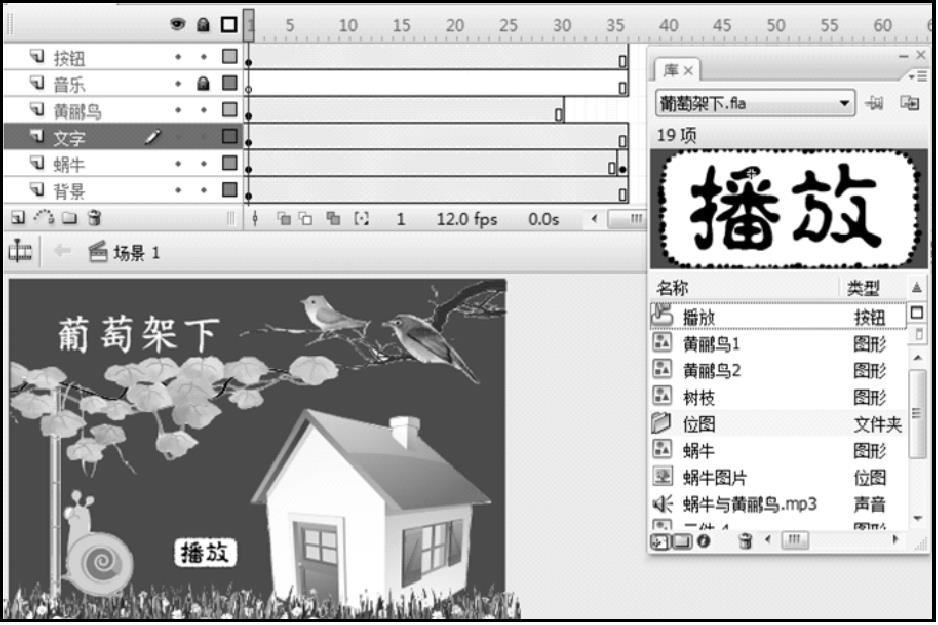 1 5 10 15 20 25 30 35 40 45 50 55 60
按钮
音乐
黄鹂鸟
文字
蜗牛
背景
1 12.0 fps 0.0s
场景 1
葡萄架下
播放
库
葡萄架下.fla
19 项
播放
名称 类型
播放 按钮
黄鹂鸟1 图形
黄鹂鸟2 图形
树枝 图形
位图 文件夹
蜗牛 图形
蜗牛图片 位图
蜗牛与黄鹂鸟.mp3 声音